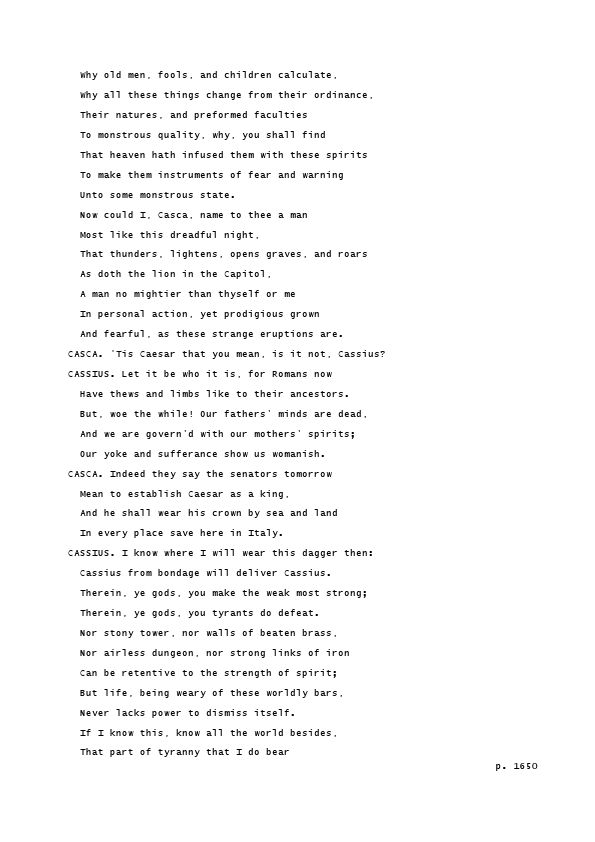 Why old men, fools, and children calculate,
Why all these things change from their ordinance,
Their natures, and preformed faculties
To monstrous quality, why, you shall find
That heaven hath infused them with these spirits
To make them instruments of fear and warning
Unto some monstrous state.
Now could I, Casca, name to thee a man
Most like this dreadful night,
That thunders, lightens, opens graves, and roars
As doth the lion in the Capitol,
A man no mightier than thyself or me
In personal action, yet prodigious grown
And fearful, as these strange eruptions are.
CASCA. 'Tis Caesar that you mean, is it not, Cassius?
CASSIUS. Let it be who it is, for Romans now
Have thews and limbs like to their ancestors.
But, woe the while! Our fathers' minds are dead,
And we are govern'd with our mothers' spirits;
Our yoke and sufferance show us womanish.
CASCA. Indeed they say the senators tomorrow
Mean to establish Caesar as a king,
And he shall wear his crown by sea and land
In every place save here in Italy.
CASSIUS. I know where I will wear this dagger then:
Cassius from bondage will deliver Cassius.
Therein, ye gods, you make the weak most strong;
Therein, ye gods, you tyrants do defeat.
Nor stony tower, nor walls of beaten brass,
Nor airless dungeon, nor strong links of iron
Can be retentive to the strength of spirit;
But life, being weary of these worldly bars,
Never lacks power to dismiss itself.
If I know this, know all the world besides,
That part of tyranny that I do bear
p. 1650